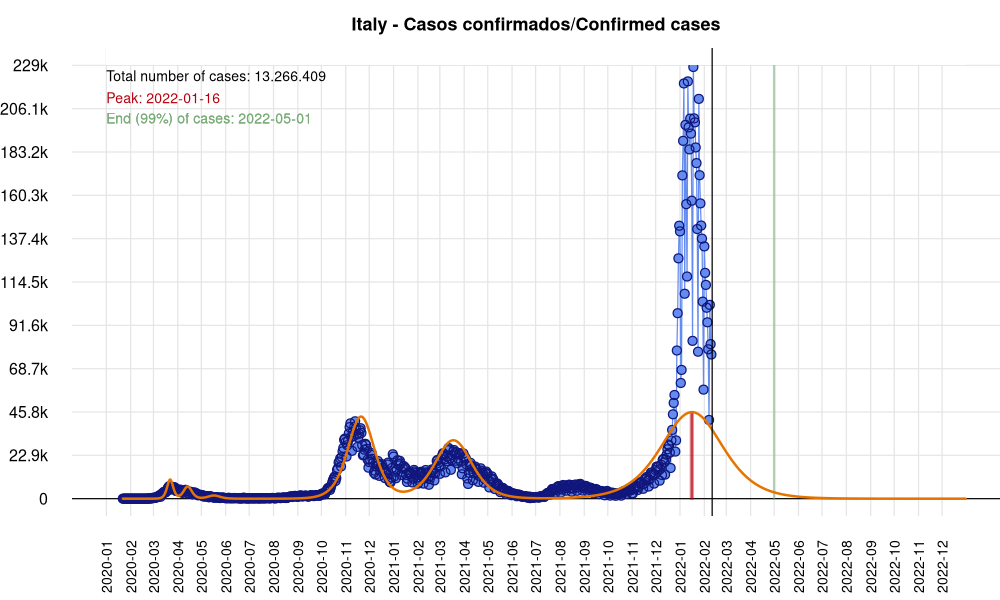 Italy - Casos confirmados/Confirmed cases
Total number of cases: 13.266.409
Peak: 2022-01-16
End (99%) of cases: 2022-05-01
229k
206.1k
183.2k
160.3k
137.4k
114.5k
91.6k
68.7k
45.8k
22.9k
0
2020-01
2020-02
2020-03
2020-04
2020-05
2020-06
2020-07
2020-08
2020-09
2020-10
2020-11
2020-12
2021-01
2021-02
2021-03
2021-04
2021-05
2021-06
2021-07
2021-08
2021-09
2021-10
2021-11
2021-12
2022-01
2022-02
2022-03
2022-04
2022-05
2022-06
2022-07
2022-08
2022-09
2022-10
2022-11
2022-12